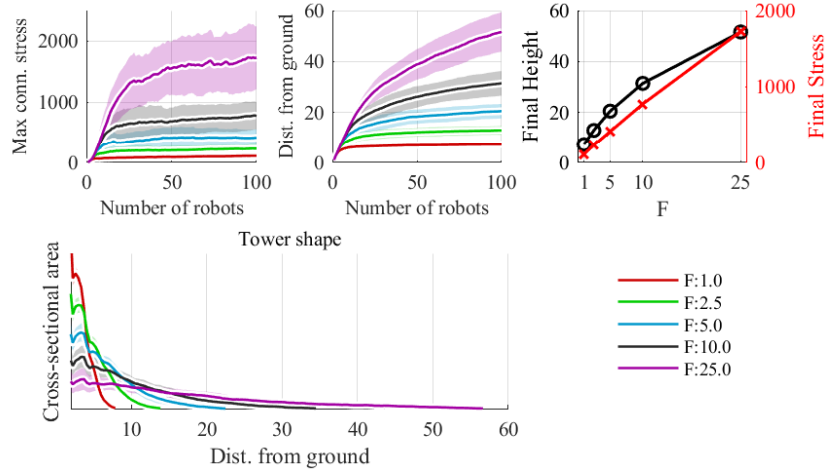 Max conn. stress
2000
1000
0
0
50
100
Number of robots
Dist. from ground
60
40
20
0
0
50
100
Number of robots
Final Height
60
40
20
0
1
5
10
25
F
2000
1000
0
Final Stress
Tower shape
Cross-sectional area
10
20
30
40
50
60
Dist. from ground
F:1.0
F:2.5
F:5.0
F:10.0
F:25.0